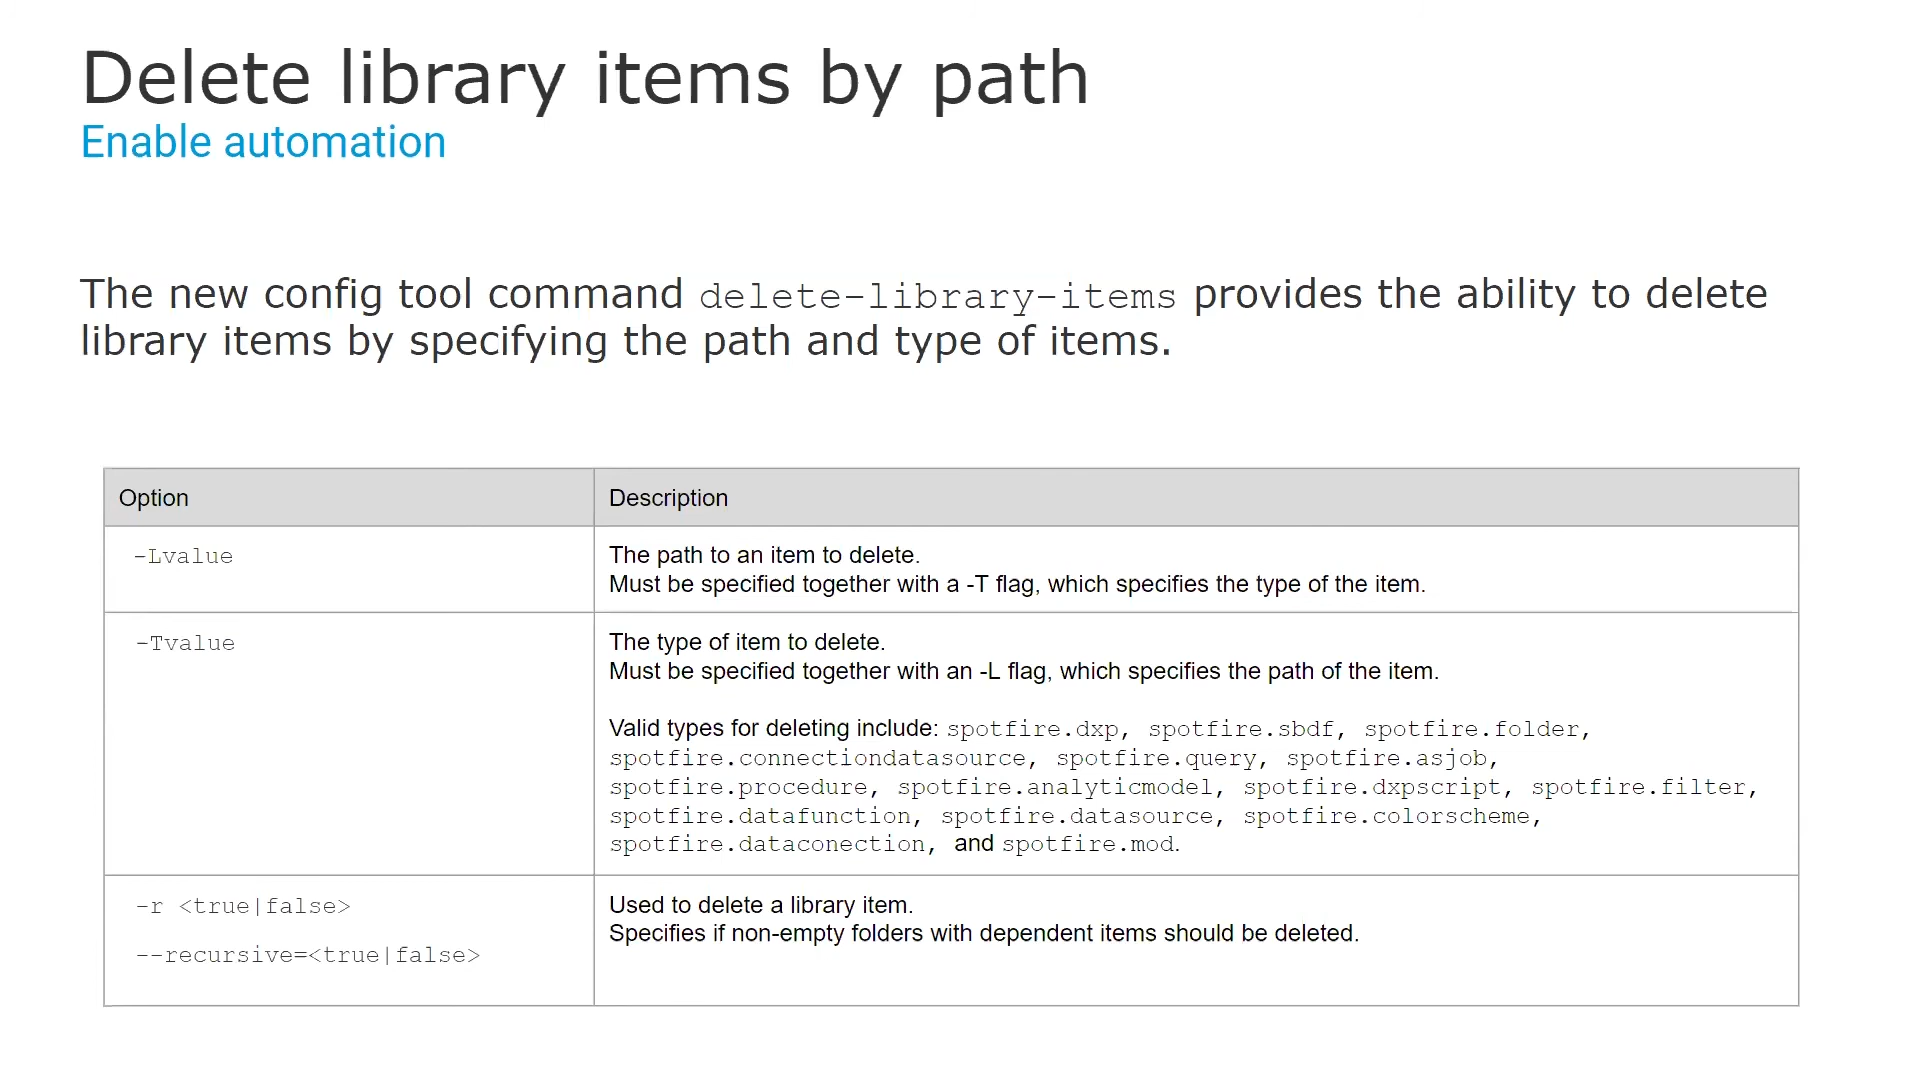 Delete library items by path
Enable automation
The new config tool command delete-library-items provides the ability to delete
library items by specifying the path and type of items.
Option
Description
-Lvalue
The path to an item to delete.
Must be specified together with a -T flag, which specifies the type of the item.
-Tvalue
The type of item to delete.
Must be specified together with an -L flag, which specifies the path of the item.
Valid types for deleting include: spotfire.dxp, spotfire.sbdf, spotfire.folder,
spotfire.connectiondatasource, spotfire.query, spotfire.asjob,
spotfire.procedure, spotfire.analyticmodel, spotfire.dxpscript, spotfire.filter,
spotfire.datafunction, spotfire.datasource, spotfire.colorscheme,
spotfire.dataconection, and spotfire.mod.
-r <true|false>
--recursive=<true|false>
Used to delete a library item.
Specifies if non-empty folders with dependent items should be deleted.